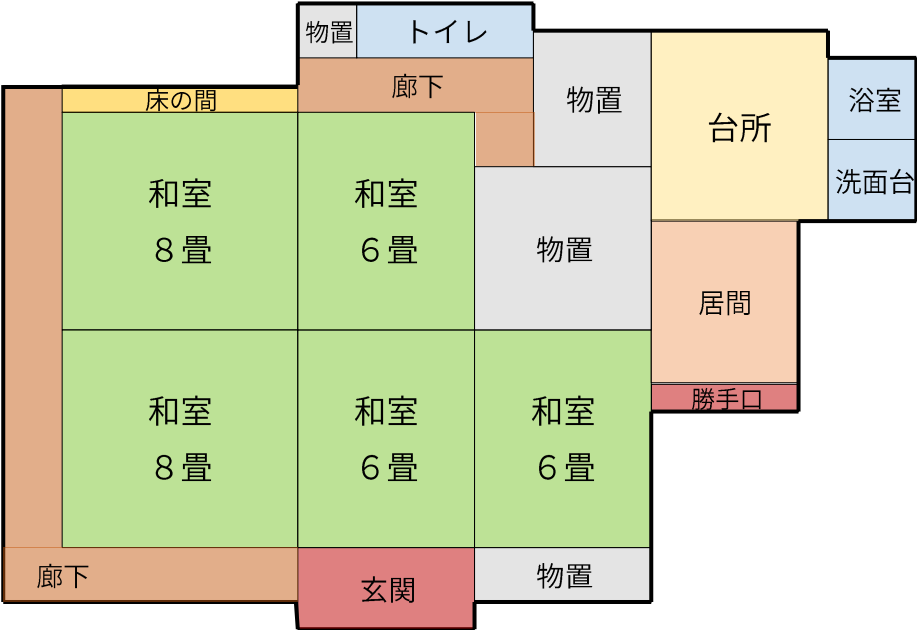 物置
トイレ
廊下
物置
台所
浴室
床の間
洗面台
和室
８畳
和室
６畳
物置
居間
和室
８畳
和室
６畳
和室
６畳
勝手口
廊下
玄関
物置